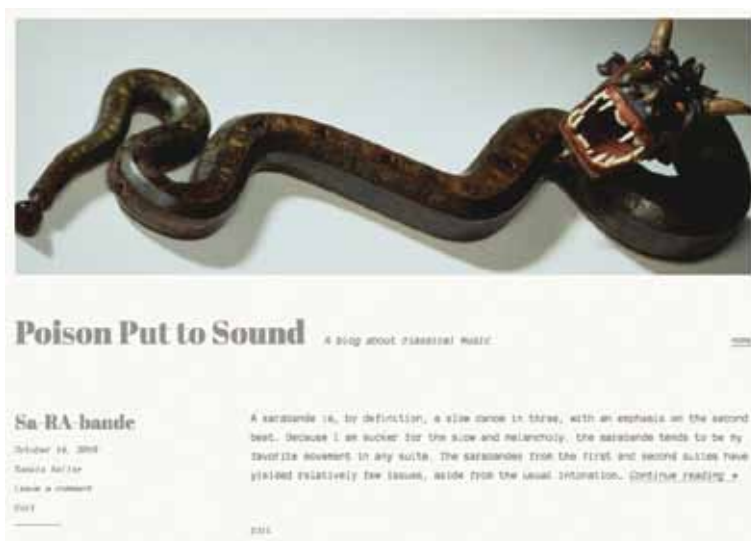 Poison Put to Sound
A blog about classical music
HOME
Sa-RA-bande
Leave a comment
Edit
A sarabande is, by definition, a slow dance in three, with an emphasis on the second
beat. Because I am sucker for the slow and melancholy, the sarabande tends to be my
favorite movement in any suite. The sarabandes from the first and second suites have
yielded relatively few issues, aside from the usual intonation. Continue reading →
Edit